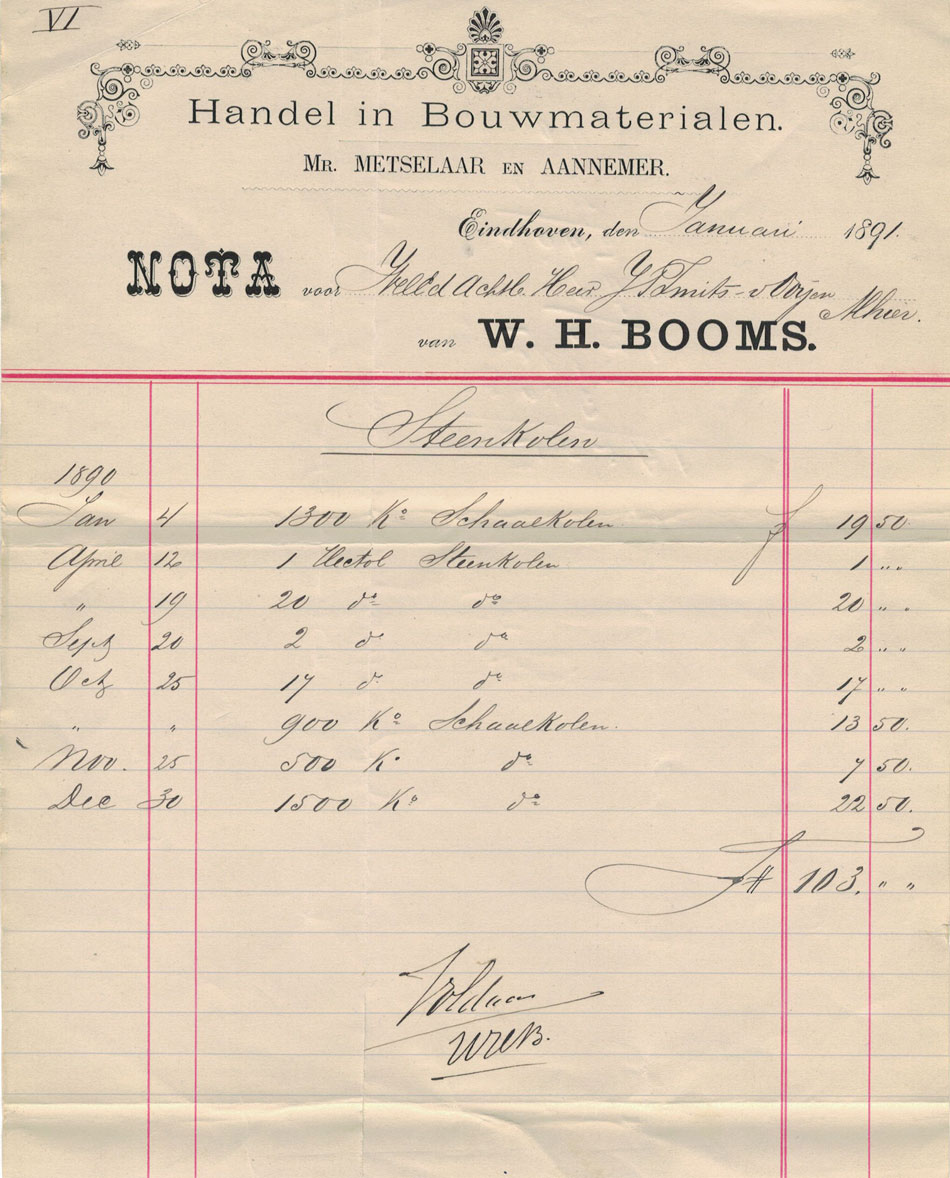 VI
Handel in Bouwmaterialen.
Mr. METSELAAR EN AANNEMER.
Eindhoven, den Januari 1891.
NOTA voor WelEd Achtb. Heer J Smits-v Oÿen
Alhier.
van W. H. BOOMS.
Steenkolen
1890
Jan 4 1300 Ko Schaalkolen f 19 50
April 12 1 Hectol Steenkolen 1 " "
" 19 20 do do 20 " "
Sept 20 2 do do 2 " "
Oct 25 17 do do 17 " "
" " 900 Ko Schaalkolen. 13 50.
Nov. 25 500 Ko do 7 50.
Dec 30 1500 Ko do 22 50.
103. " "
Voldaan
WHB.